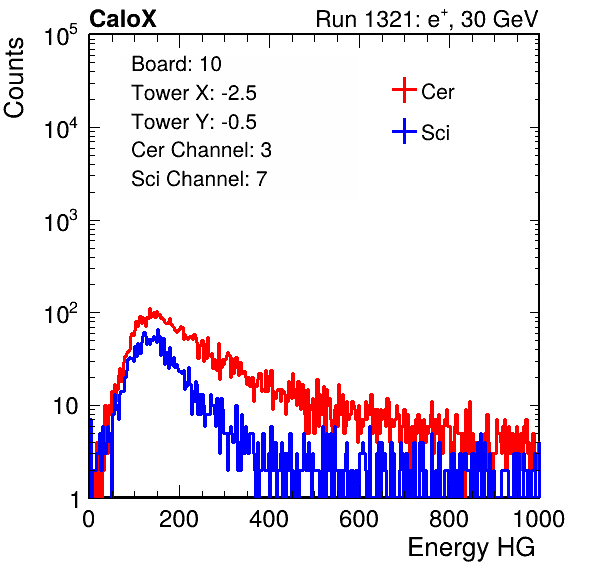 CaloX Run 1321: e⁺, 30 GeV
Counts
10⁵
10⁴
10³
10²
10
1
Board: 10
Tower X: -2.5
Tower Y: -0.5
Cer Channel: 3
Sci Channel: 7
Cer
Sci
0 200 400 600 800 1000
Energy HG